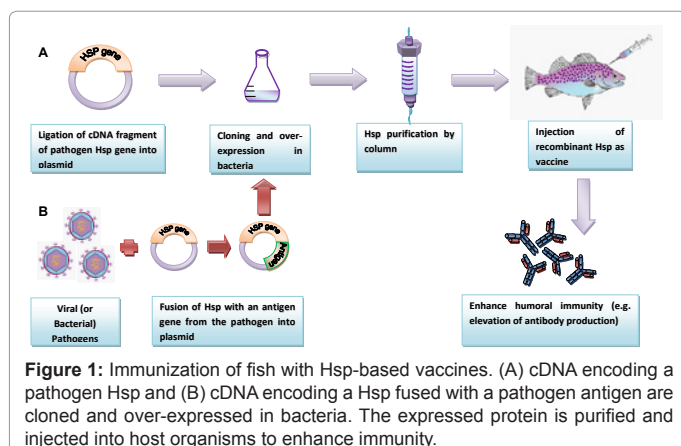 A
HSP gene
Ligation of cDNA fragment
of pathogen Hsp gene into
plasmid
Cloning and over-
expression in
bacteria
Hsp purification by
column
Injection of
recombinant Hsp as
vaccine
B
HSP gene
HSP gene
Antigen
Viral (or
Bacterial)
Pathogens
Fusion of Hsp with an antigen
gene from the pathogen into
plasmid
Enhance humoral immunity (e.g.
elevation of antibody production)
Figure 1: Immunization of fish with Hsp-based vaccines. (A) cDNA encoding a
pathogen Hsp and (B) cDNA encoding a Hsp fused with a pathogen antigen are
cloned and over-expressed in bacteria. The expressed protein is purified and
injected into host organisms to enhance immunity.